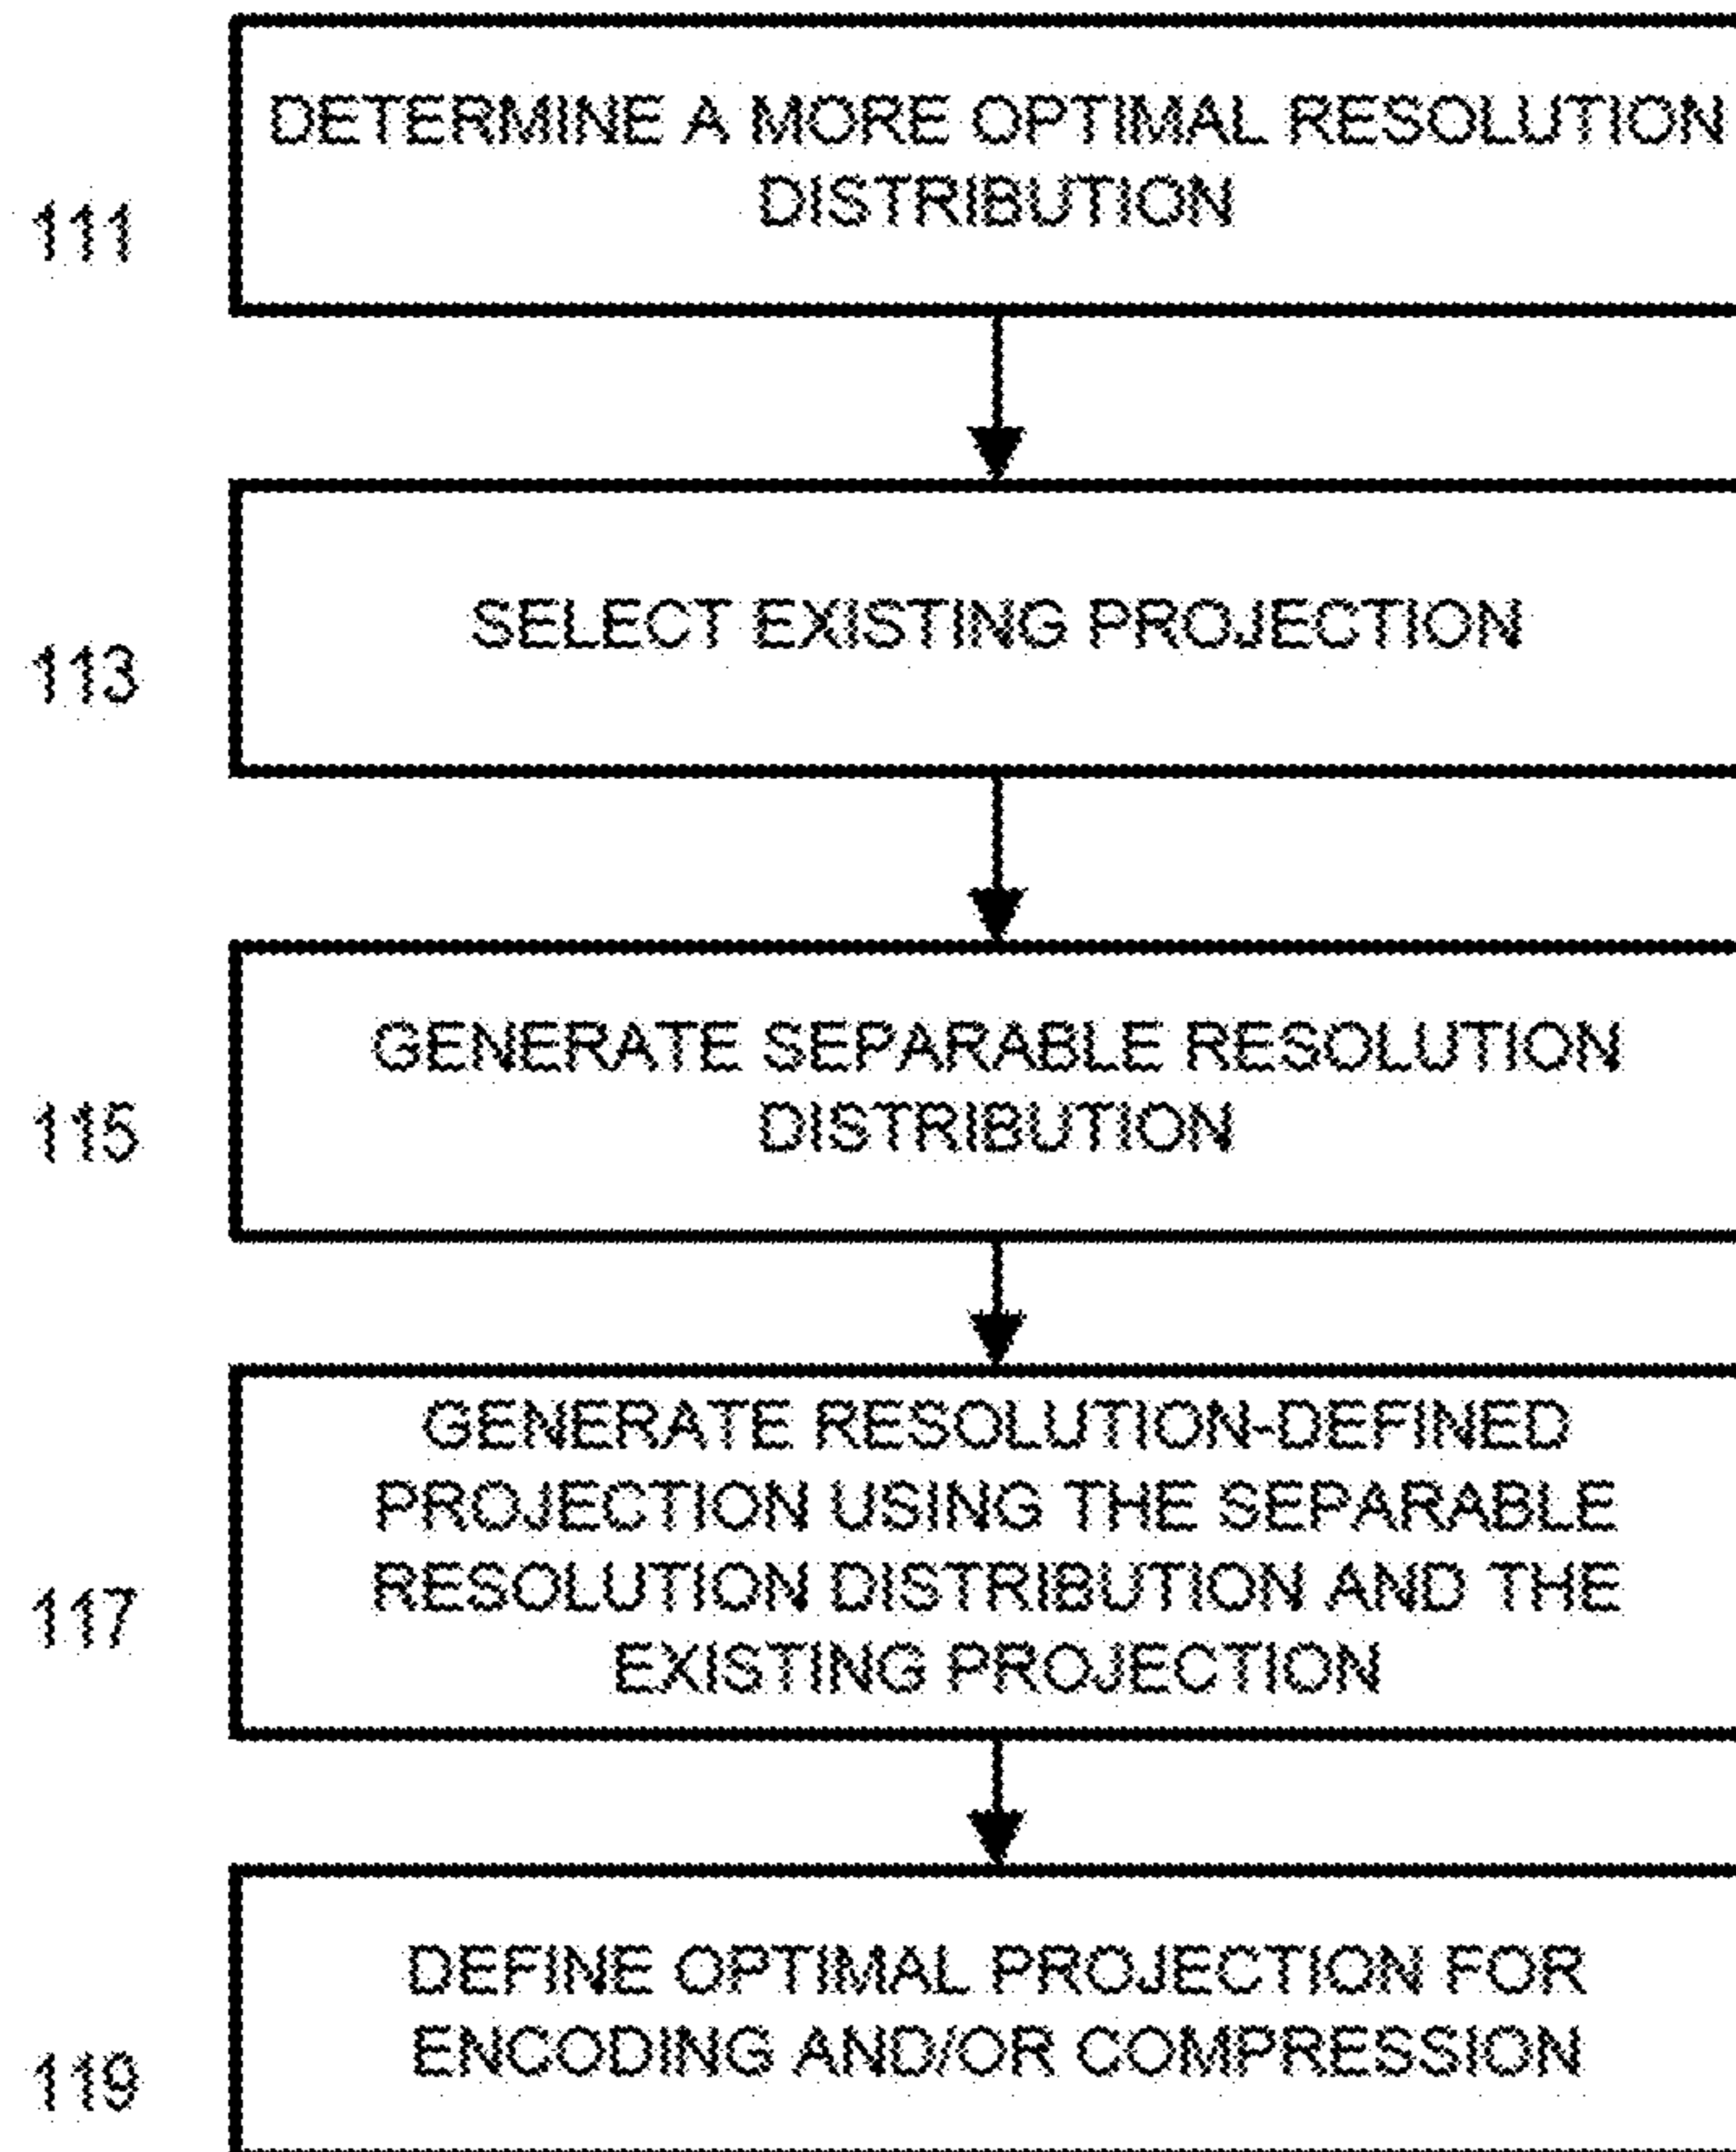 DETERMINE A MORE OPTIMAL RESOLUTION
DISTRIBUTION
111
SELECT EXISTING PROJECTION
113
GENERATE SEPARABLE RESOLUTION
DISTRIBUTION
115
GENERATE RESOLUTION-DEFINED
PROJECTION USING THE SEPARABLE
RESOLUTION DISTRIBUTION AND THE
EXISTING PROJECTION
117
DEFINE OPTIMAL PROJECTION FOR
ENCODING AND/OR COMPRESSION
119